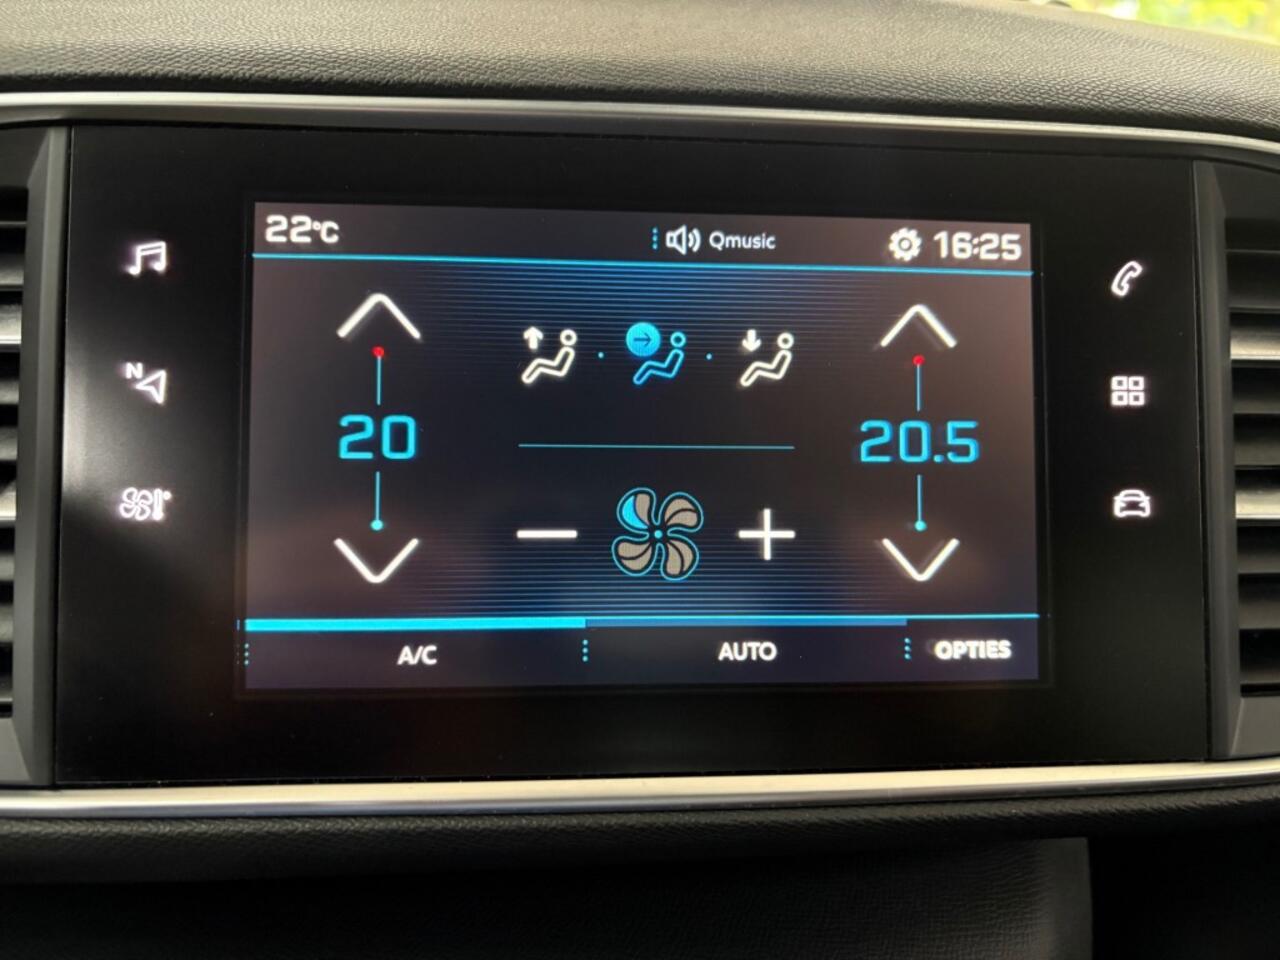 22°C Qmusic 16:25
N
20 20.5
A/C AUTO OPTIES